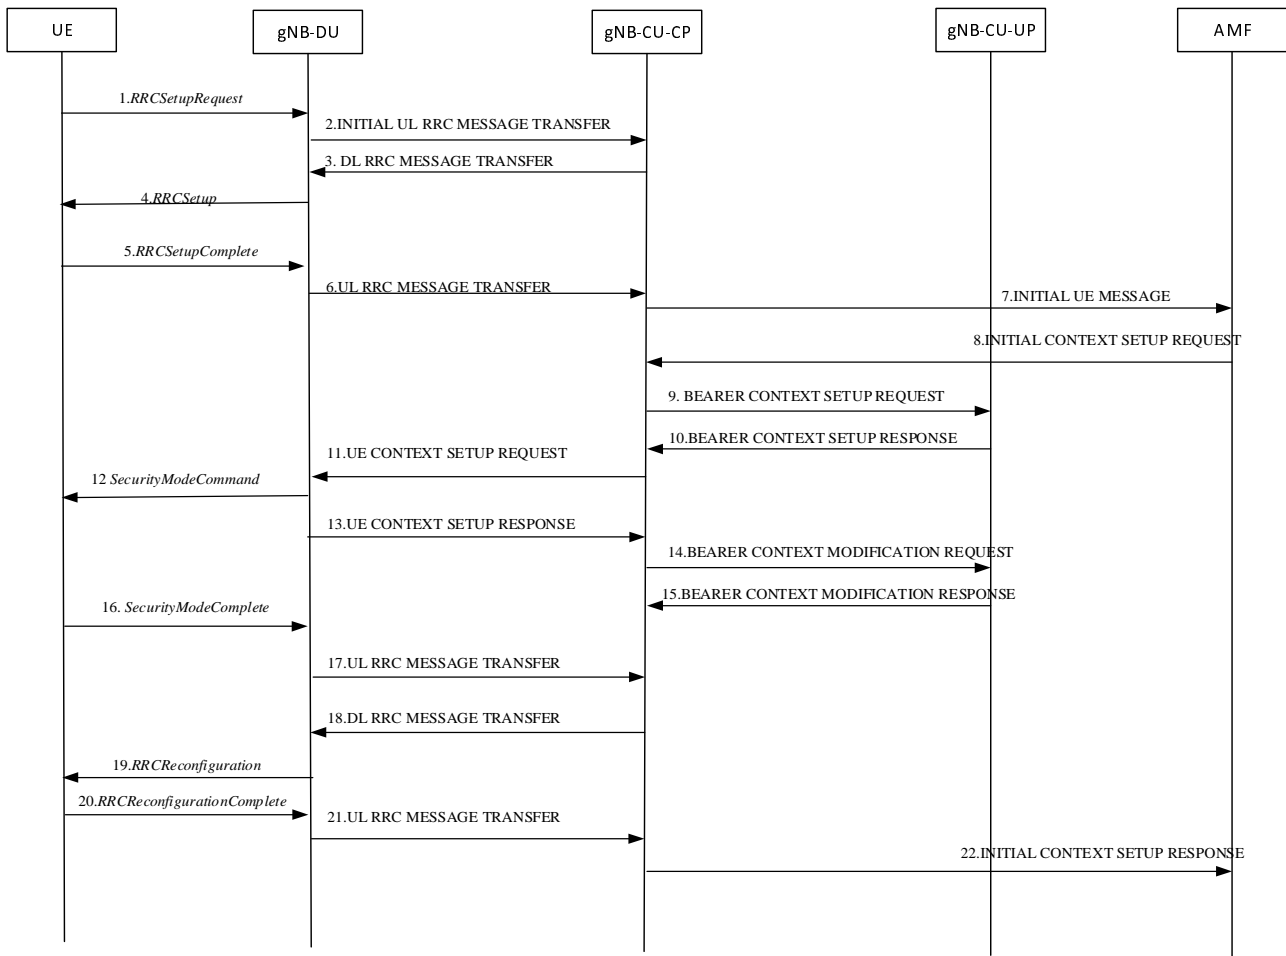 UE
gNB-DU
gNB-CU-CP
gNB-CU-UP
AMF
1.RRCSetupRequest
2.INITIAL UL RRC MESSAGE TRANSFER
3. DL RRC MESSAGE TRANSFER
4.RRCSetup
5.RRCSetupComplete
6.UL RRC MESSAGE TRANSFER
7.INITIAL UE MESSAGE
8.INITIAL CONTEXT SETUP REQUEST
9. BEARER CONTEXT SETUP REQUEST
10.BEARER CONTEXT SETUP RESPONSE
11.UE CONTEXT SETUP REQUEST
12 SecurityModeCommand
13.UE CONTEXT SETUP RESPONSE
14.BEARER CONTEXT MODIFICATION REQUEST
15.BEARER CONTEXT MODIFICATION RESPONSE
16. SecurityModeComplete
17.UL RRC MESSAGE TRANSFER
18.DL RRC MESSAGE TRANSFER
19.RRCReconfiguration
20.RRCReconfigurationComplete
21.UL RRC MESSAGE TRANSFER
22.INITIAL CONTEXT SETUP RESPONSE